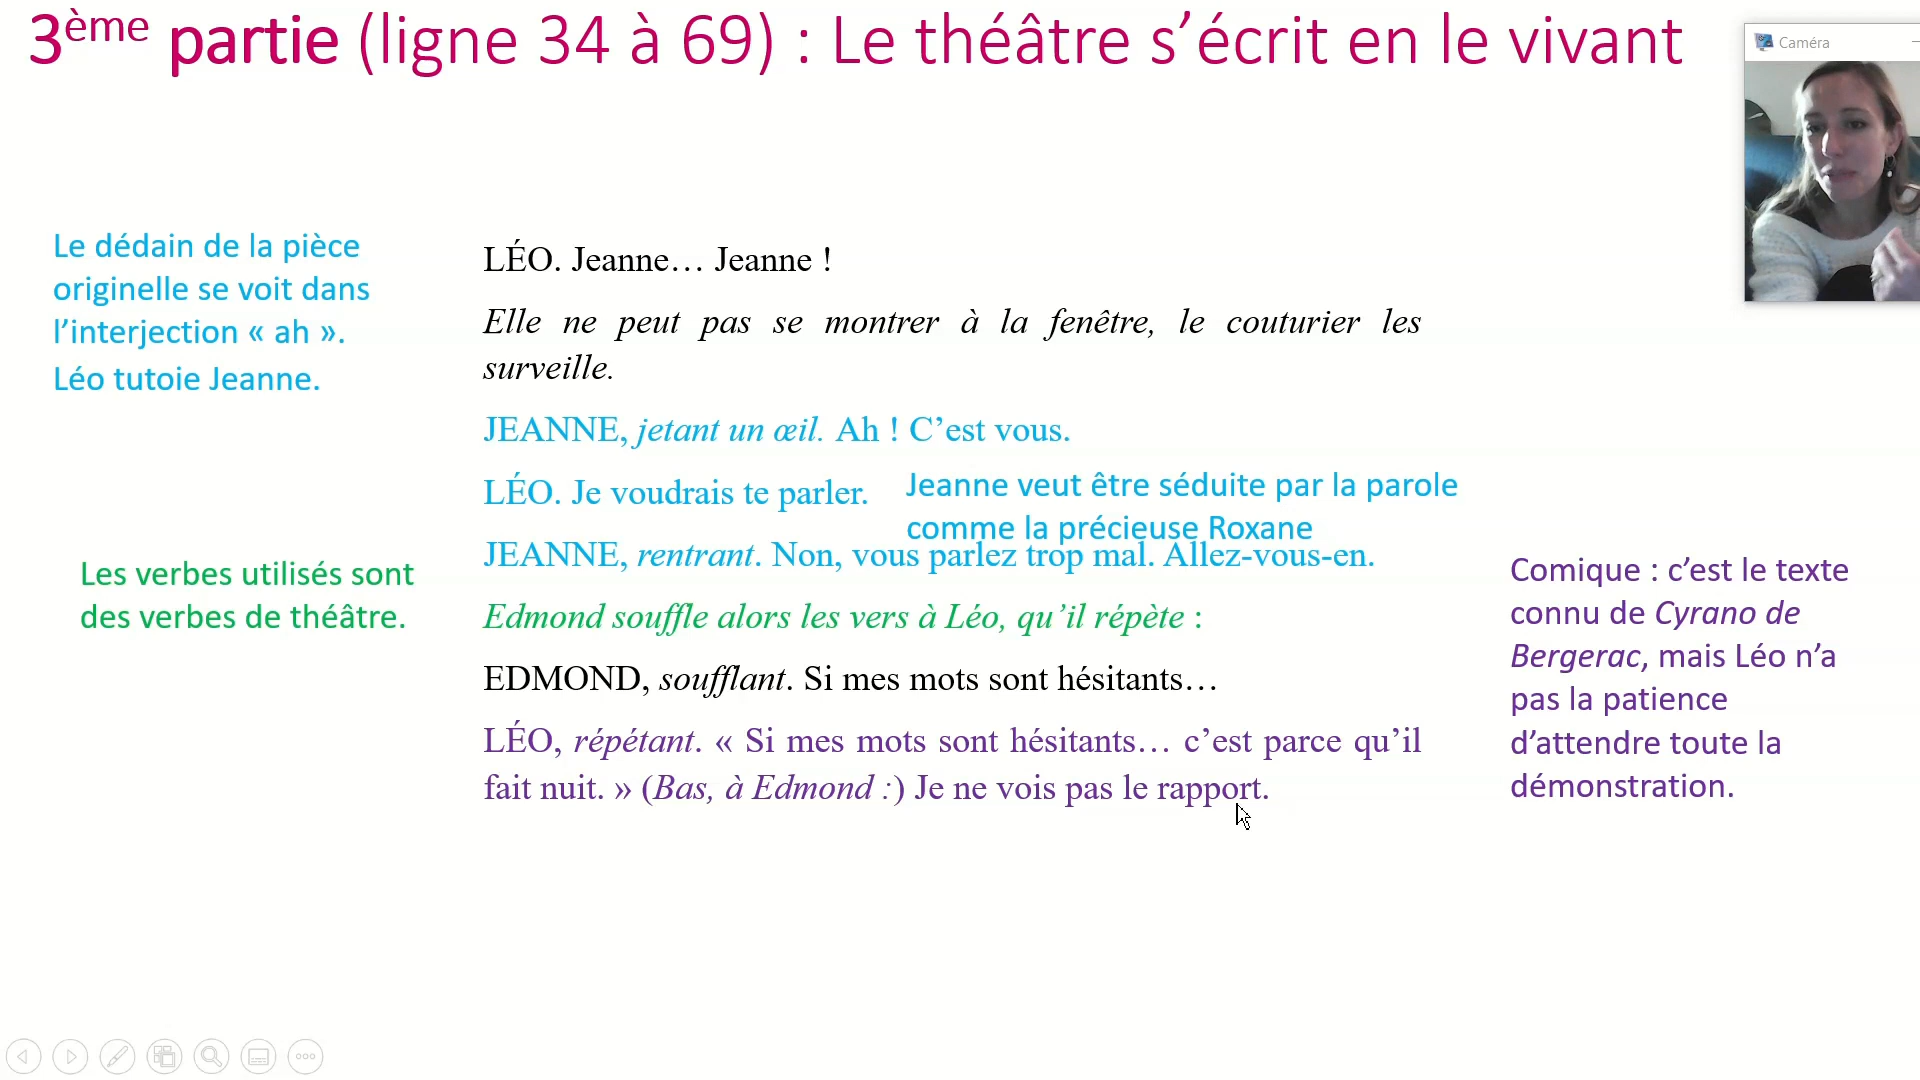 3ème partie (ligne 34 à 69) : Le théâtre s’écrit en le vivant
Caméra
Le dédain de la pièce
originelle se voit dans
l’interjection « ah ».
Léo tutoie Jeanne.
Les verbes utilisés sont
des verbes de théâtre.
LÉO. Jeanne… Jeanne !
Elle ne peut pas se montrer à la fenêtre, le couturier les
surveille.
JEANNE, jetant un œil. Ah ! C’est vous.
LÉO. Je voudrais te parler.
Jeanne veut être séduite par la parole
comme la précieuse Roxane
JEANNE, rentrant. Non, vous parlez trop mal. Allez-vous-en.
Edmond souffle alors les vers à Léo, qu’il répète :
EDMOND, soufflant. Si mes mots sont hésitants…
LÉO, répétant. « Si mes mots sont hésitants… c’est parce qu’il
fait nuit. » (Bas, à Edmond :) Je ne vois pas le rapport.
Comique : c’est le texte
connu de Cyrano de
Bergerac, mais Léo n’a
pas la patience
d’attendre toute la
démonstration.